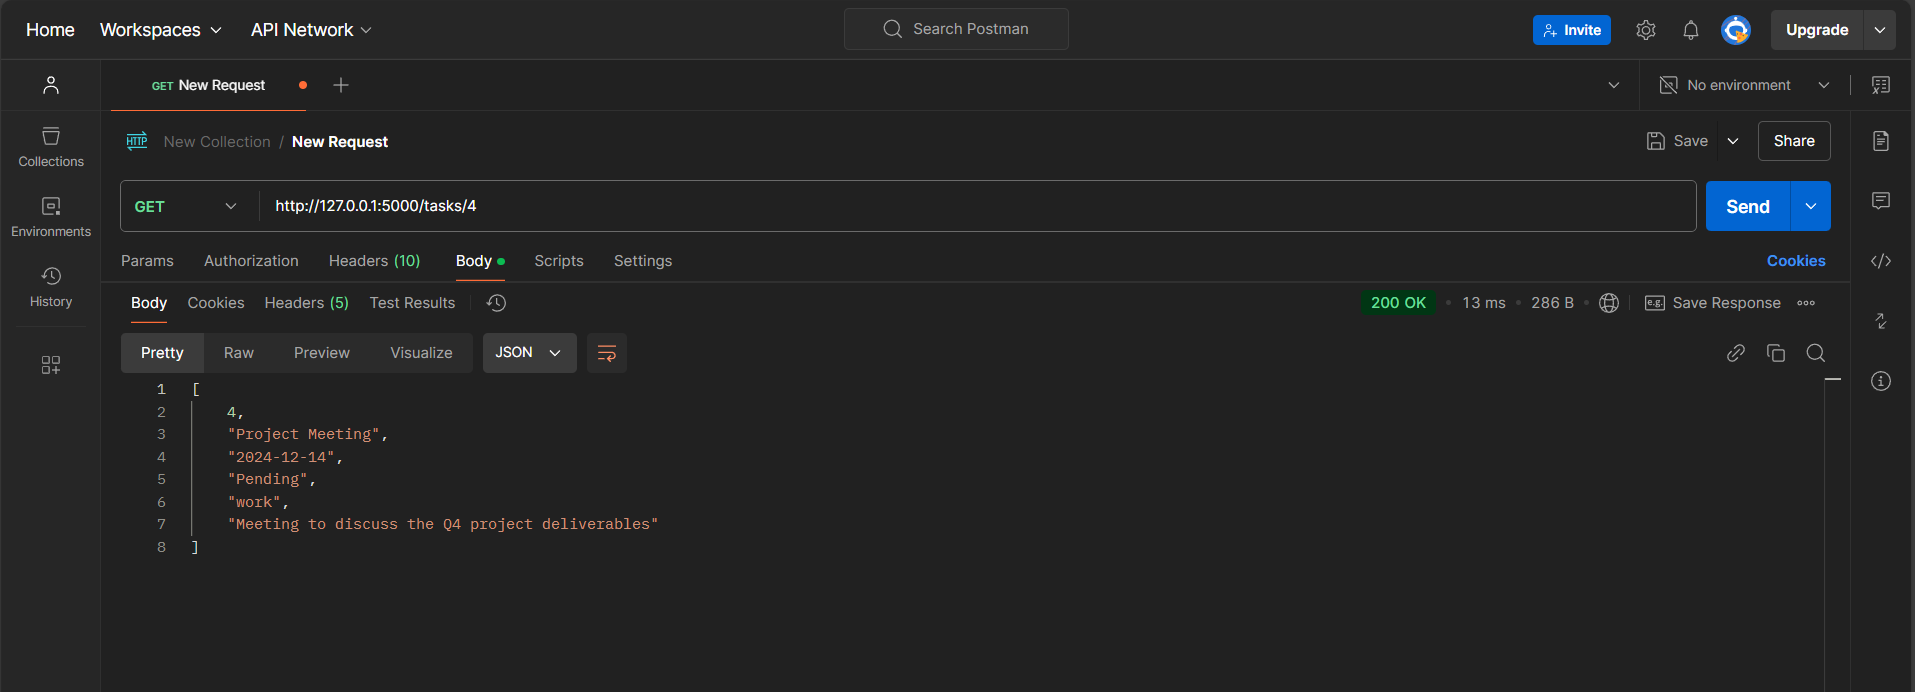 Home Workspaces API Network Search Postman Invite Upgrade
GET New Request No environment
HTTP New Collection / New Request Save Share
Collections
GET http://127.0.0.1:5000/tasks/4 Send
Environments
Params Authorization Headers (10) Body Scripts Settings Cookies
History
Body Cookies Headers (5) Test Results 200 OK 13 ms 286 B e.g. Save Response
Pretty Raw Preview Visualize JSON
1 [
2 4,
3 "Project Meeting",
4 "2024-12-14",
5 "Pending",
6 "work",
7 "Meeting to discuss the Q4 project deliverables"
8 ]